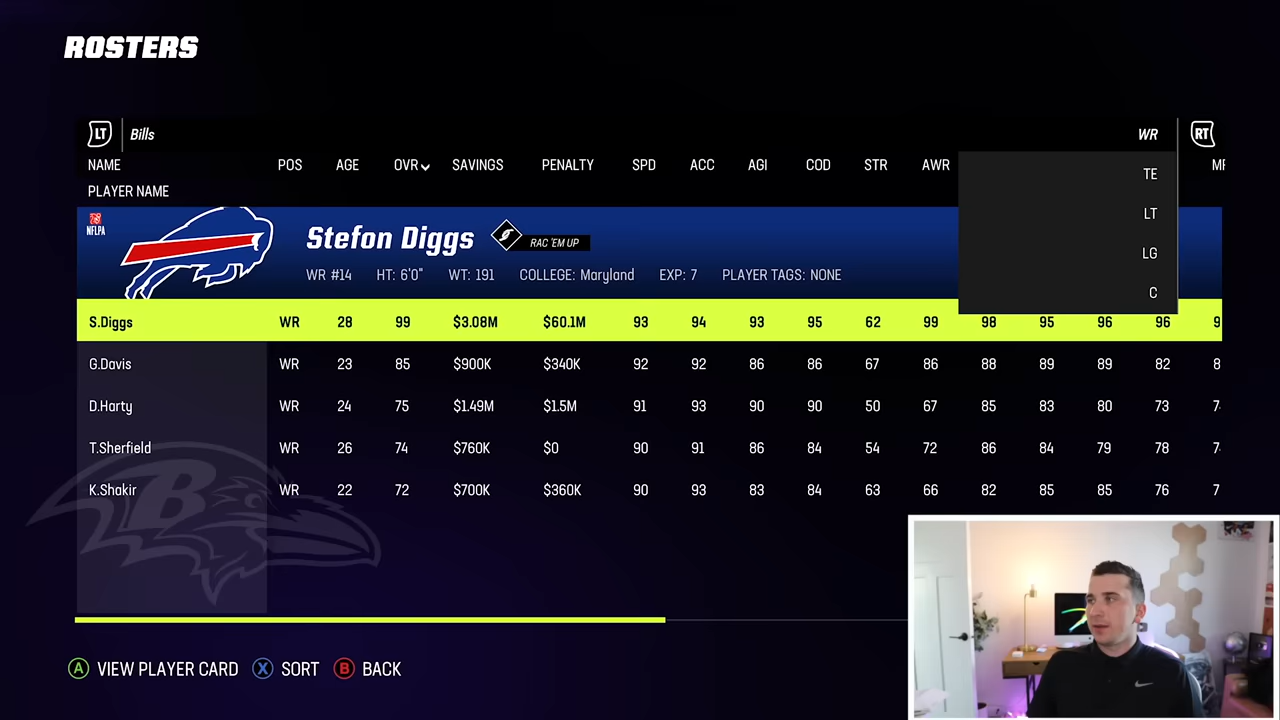 ROSTERS
LT Bills WR RT
NAME POS AGE OVR SAVINGS PENALTY SPD ACC AGI COD STR AWR
PLAYER NAME
TE
LT
LG
C
NFLPA
Stefon Diggs RAC 'EM UP
WR #14 HT: 6'0" WT: 191 COLLEGE: Maryland EXP: 7 PLAYER TAGS: NONE
S.Diggs WR 28 99 $3.08M $60.1M 93 94 93 95 62 99 98 95 96 96
G.Davis WR 23 85 $900K $340K 92 92 86 86 67 86 88 89 89 82
D.Harty WR 24 75 $1.49M $1.5M 91 93 90 90 50 67 85 83 80 73
T.Sherfield WR 26 74 $760K $0 90 91 86 84 54 72 86 84 79 78
K.Shakir WR 22 72 $700K $360K 90 93 83 84 63 66 82 85 85 76
B
A VIEW PLAYER CARD X SORT B BACK